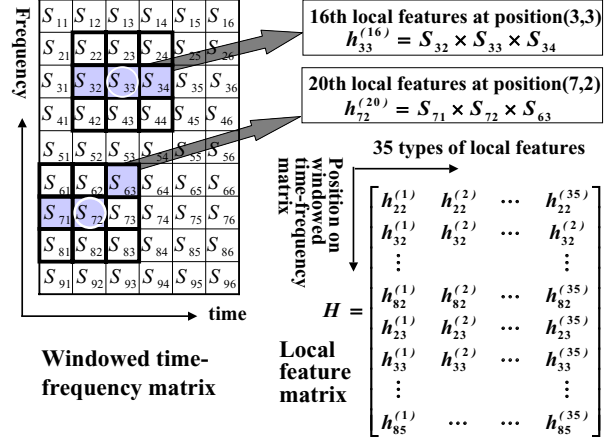 Frequency
S11 S12 S13 S14 S15 S16
S21 S22 S23 S24 S25 S26
S31 S32 S33 S34 S35 S36
S41 S42 S43 S44 S45 S46
S51 S52 S53 S54 S55 S56
S61 S62 S63 S64 S65 S66
S71 S72 S73 S74 S75 S76
S81 S82 S83 S84 S85 S86
S91 S92 S93 S94 S95 S96
time
Windowed time-
frequency matrix
16th local features at position(3,3)
h33^(16) = S32 × S33 × S34
20th local features at position(7,2)
h72^(20) = S71 × S72 × S63
35 types of local features
Position on
windowed
time-frequency
matrix
h22^(1) h22^(2) ... h22^(35)
h32^(1) h32^(2) ... h32^(2)
⋮ ⋮
h82^(1) h82^(2) ... h82^(35)
H = h23^(1) h23^(2) ... h23^(35)
h33^(1) h33^(2) ... h33^(35)
⋮ ⋮
h85^(1) ... ... h85^(35)
Local
feature
matrix